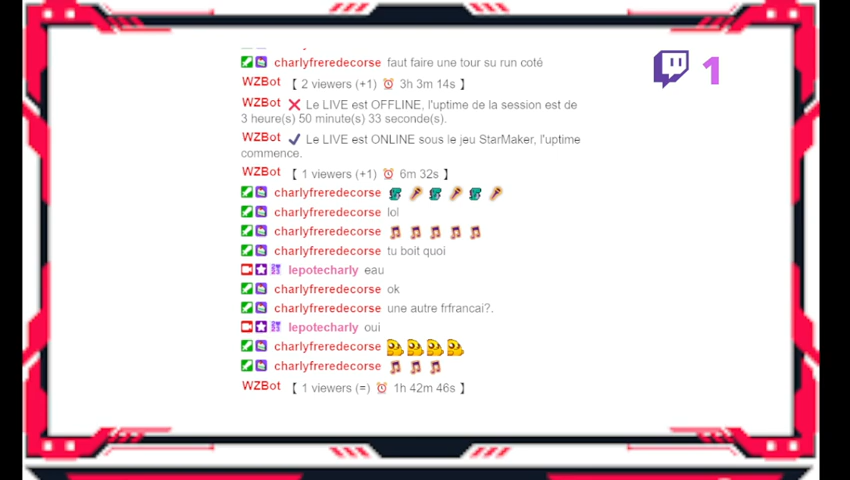 charlyfreredecorse faut faire une tour su run coté
WZBot 【 2 viewers (+1) ⏰ 3h 3m 14s】
WZBot ❌ Le LIVE est OFFLINE, l'uptime de la session est de
3 heure(s) 50 minute(s) 33 seconde(s).
WZBot ✔ Le LIVE est ONLINE sous le jeu StarMaker, l'uptime
commence.
WZBot 【 1 viewers (+1) ⏰ 6m 32s】
charlyfreredecorse
charlyfreredecorse lol
charlyfreredecorse
charlyfreredecorse tu boit quoi
lepotecharly eau
charlyfreredecorse ok
charlyfreredecorse une autre frfrancai?.
lepotecharly oui
charlyfreredecorse
charlyfreredecorse
WZBot 【 1 viewers (=) ⏰ 1h 42m 46s】
1